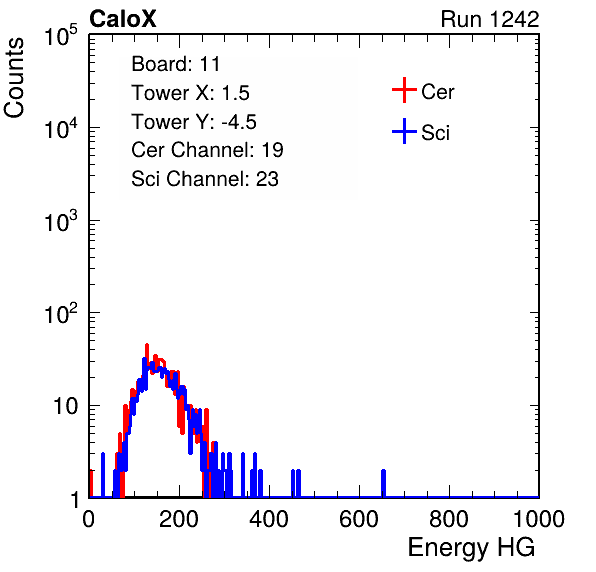 CaloX Run 1242
Counts
10^5
10^4
10^3
10^2
10
1
Board: 11
Tower X: 1.5
Tower Y: -4.5
Cer Channel: 19
Sci Channel: 23
Cer
Sci
0 200 400 600 800 1000
Energy HG